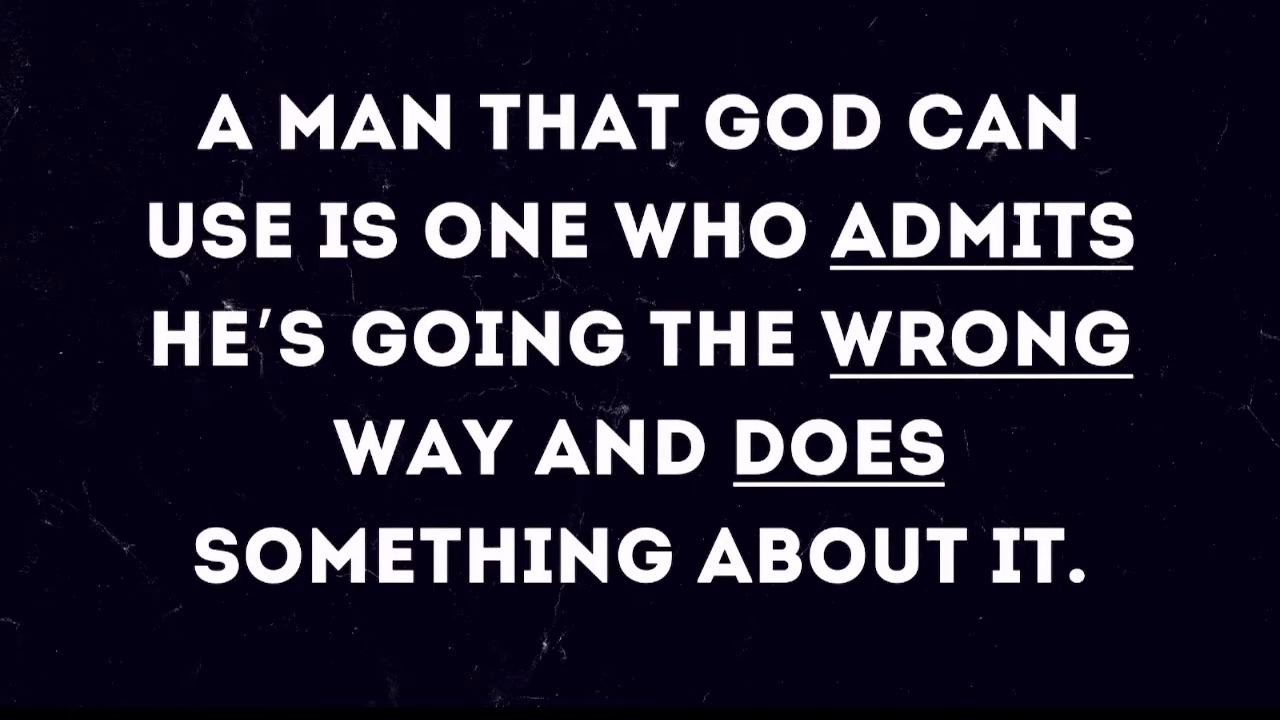 A MAN THAT GOD CAN
USE IS ONE WHO ADMITS
HE'S GOING THE WRONG
WAY AND DOES
SOMETHING ABOUT IT.